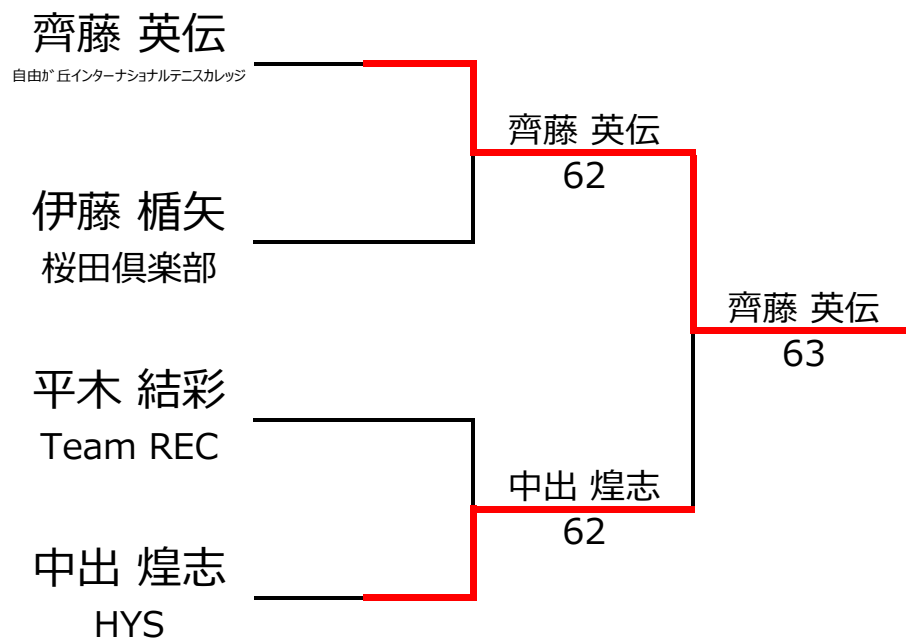 齊藤 英伝
自由が丘インターナショナルテニスカレッジ
齊藤 英伝
62
伊藤 楯矢
桜田倶楽部
齊藤 英伝
63
平木 結彩
Team REC
中出 煌志
62
中出 煌志
HYS